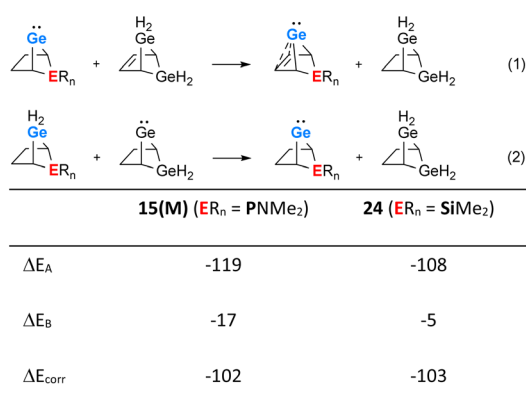 H2 H2
Ge Ge Ge Ge
+ +
ERn GeH2 ERn GeH2 (1)
H2 H2
Ge Ge Ge Ge
+ +
ERn GeH2 ERn GeH2 (2)
15(M) (ERn = PNMe2) 24 (ERn = SiMe2)
ΔEA -119 -108
ΔEB -17 -5
ΔEcorr -102 -103